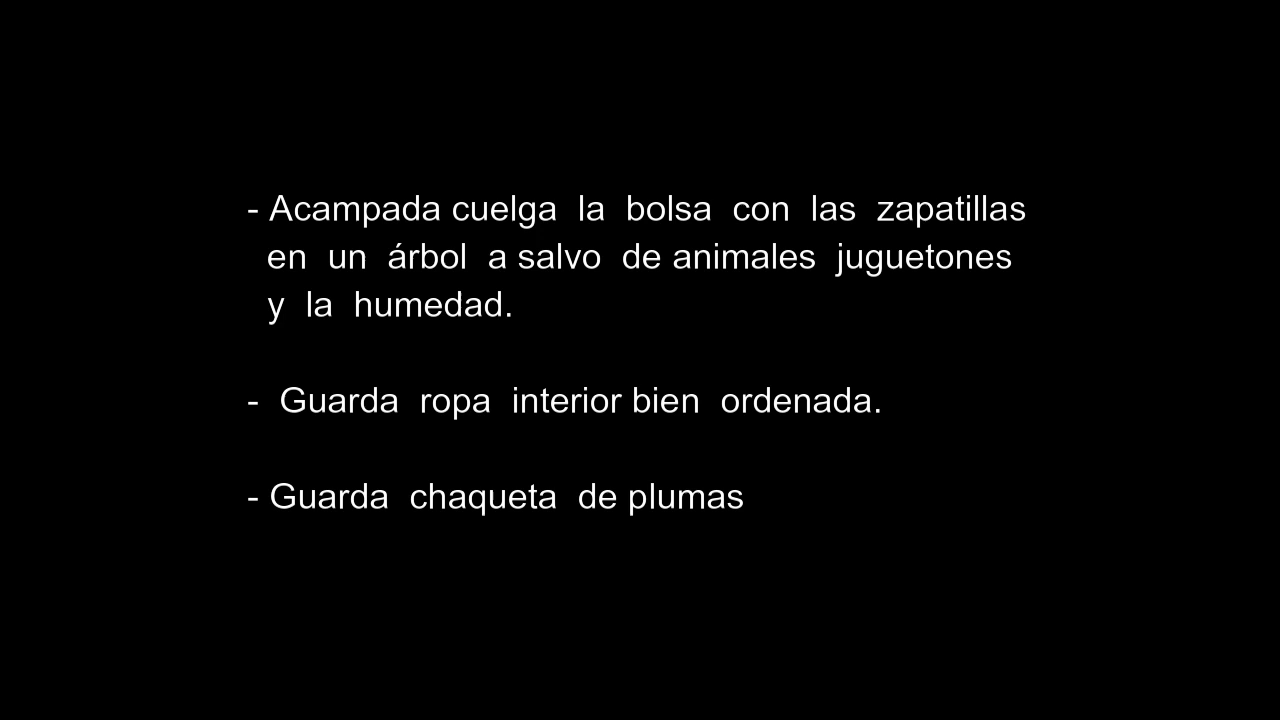 - Acampada cuelga la bolsa con las zapatillas
en un árbol a salvo de animales juguetones
y la humedad.
- Guarda ropa interior bien ordenada.
- Guarda chaqueta de plumas